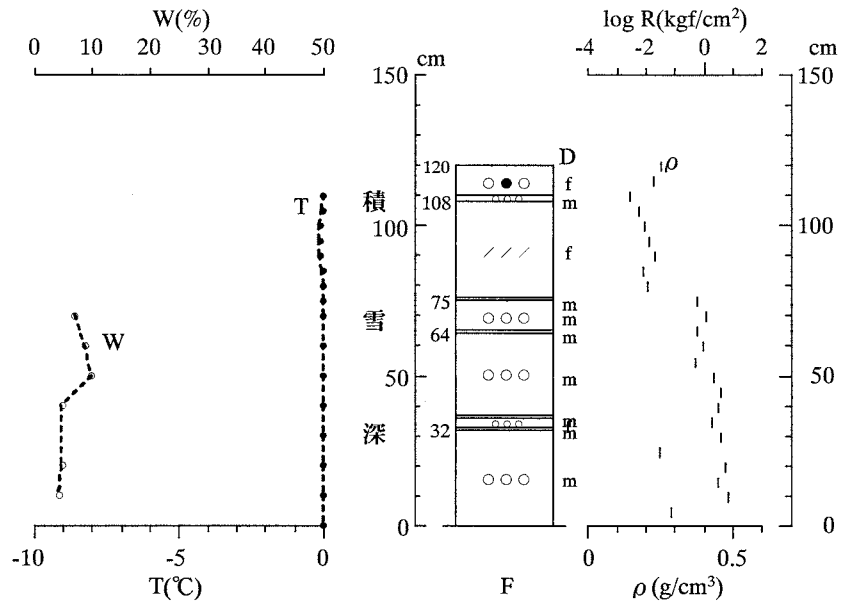 W(%)
0 10 20 30 40 50
cm
150
100
50
0
T
W
積
雪
深
-10 -5 0
T(℃)
D
120
f
108
m
f
75
m
m
64
m
m
m
32
m
m
F
log R(kgf/cm2)
-4 -2 0 2
cm
150
100
50
0
ρ
0 0.5
ρ (g/cm3)